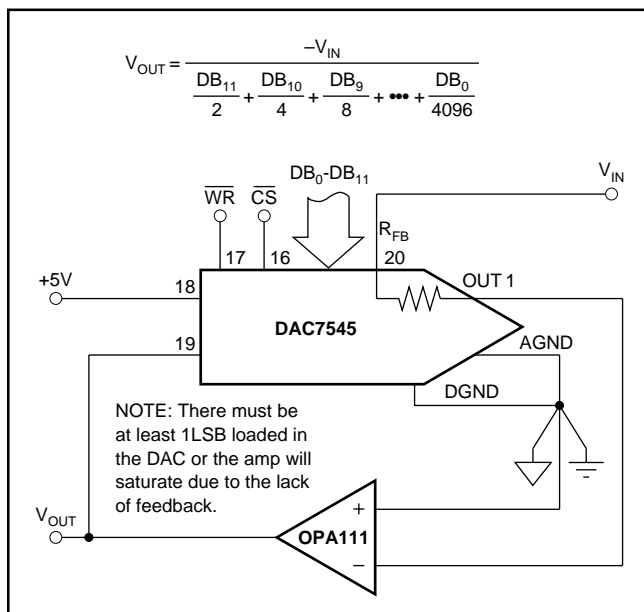 V_OUT = −V_IN / (DB_11/2 + DB_10/4 + DB_9/8 + ••• + DB_0/4096)
DB_0-DB_11
V_IN
W̅R̅
C̅S̅
R_FB
17
16
20
+5V
18
OUT 1
DAC7545
19
AGND
DGND
NOTE: There must be
at least 1LSB loaded in
the DAC or the amp will
saturate due to the lack
of feedback.
V_OUT
+
OPA111
−